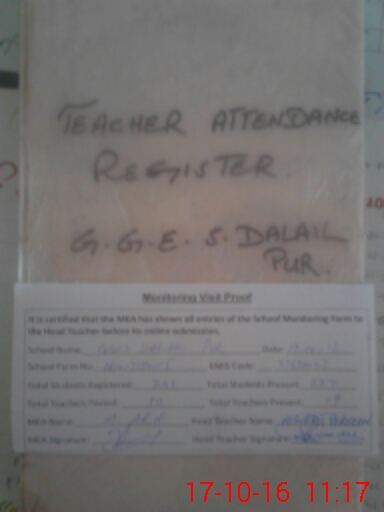 TEACHER ATTENDANCE
REGISTER
G.G.E.S. DALAIL
PUR.
Monitoring Visit Proof
It is certified that the MEA has shown all entries of the School Monitoring Form to
the Head Teacher before its online submission.
School Name: Date:
School Form No: EMIS Code:
Total Students Registered: Total Students Present:
Total Teachers Posted Total Teachers Present:
MEA Name: Head Teacher Name:
MEA Signature: Head Teacher Signature:
17-10-16 11:17